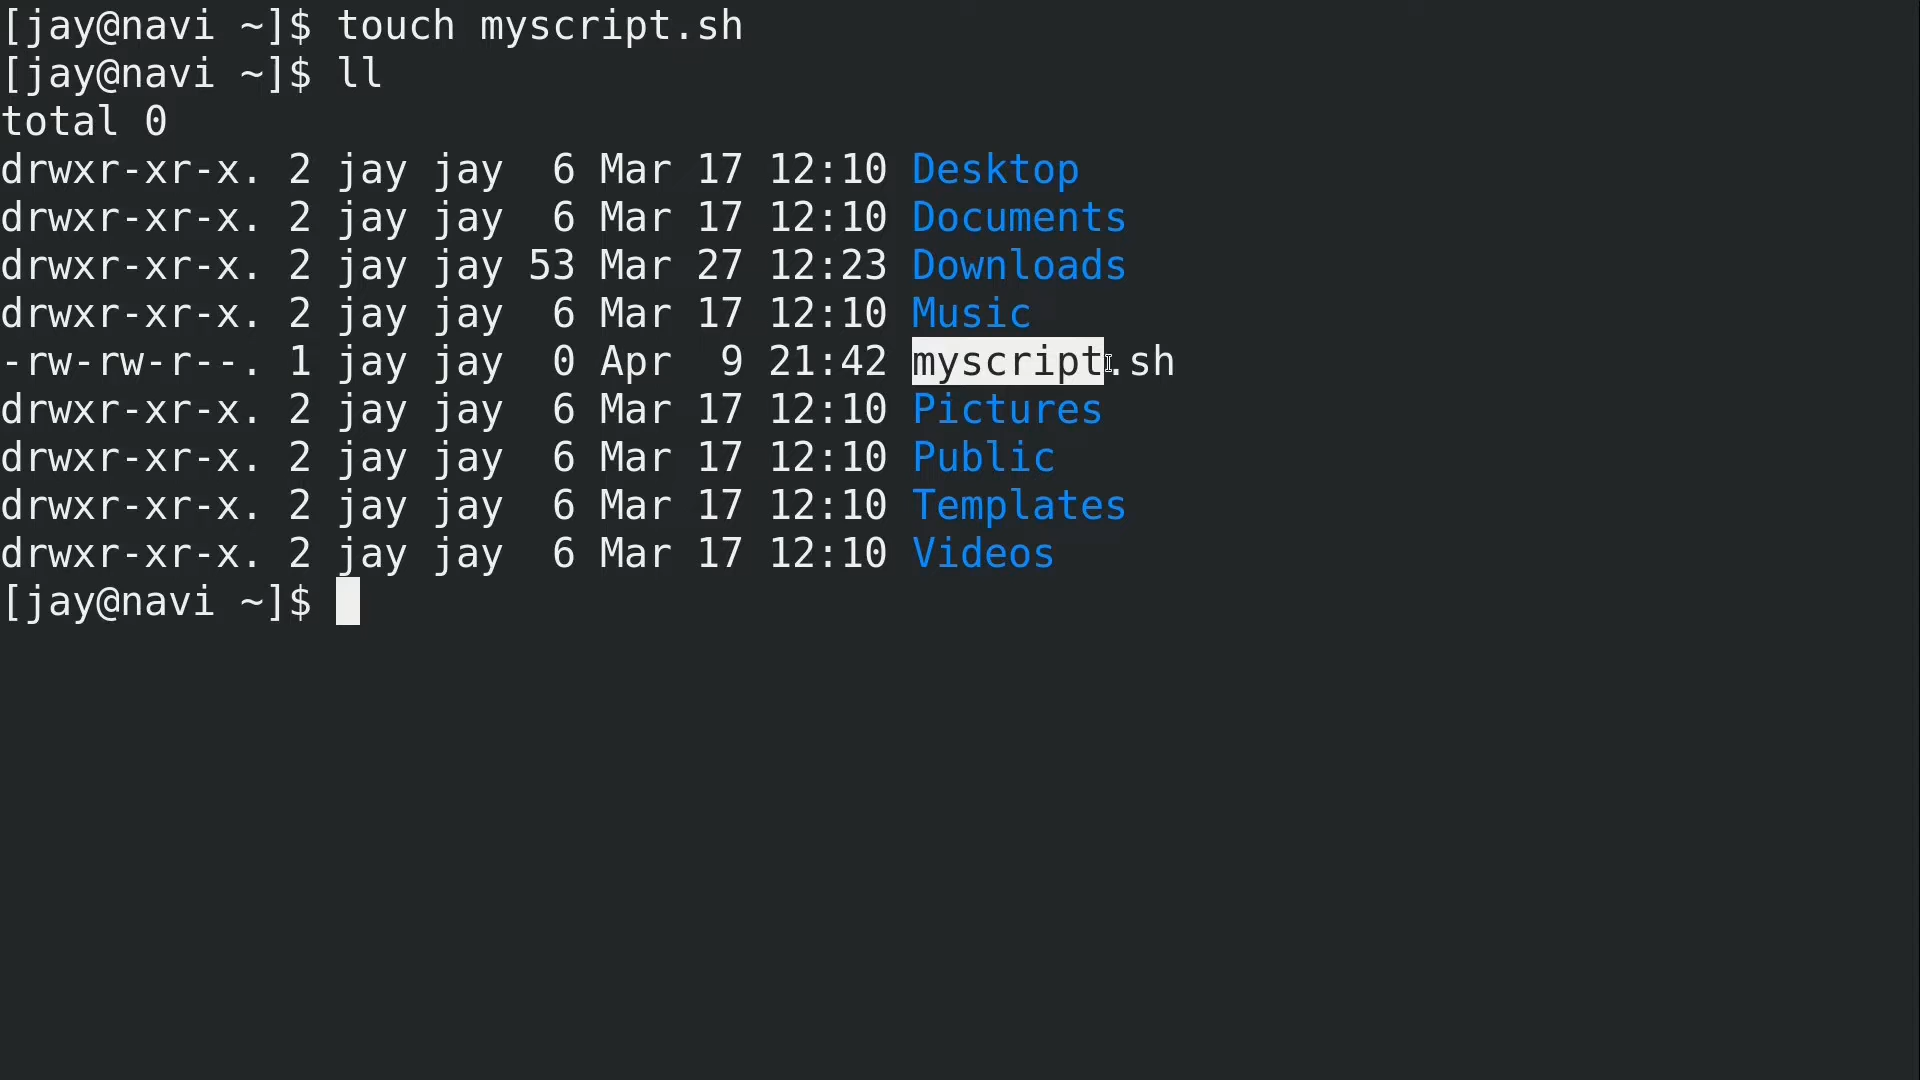 [jay@navi ~]$ touch myscript.sh
[jay@navi ~]$ ll
total 0
drwxr-xr-x. 2 jay jay  6 Mar 17 12:10 Desktop
drwxr-xr-x. 2 jay jay  6 Mar 17 12:10 Documents
drwxr-xr-x. 2 jay jay 53 Mar 27 12:23 Downloads
drwxr-xr-x. 2 jay jay  6 Mar 17 12:10 Music
-rw-rw-r--. 1 jay jay  0 Apr  9 21:42 myscript.sh
drwxr-xr-x. 2 jay jay  6 Mar 17 12:10 Pictures
drwxr-xr-x. 2 jay jay  6 Mar 17 12:10 Public
drwxr-xr-x. 2 jay jay  6 Mar 17 12:10 Templates
drwxr-xr-x. 2 jay jay  6 Mar 17 12:10 Videos
[jay@navi ~]$